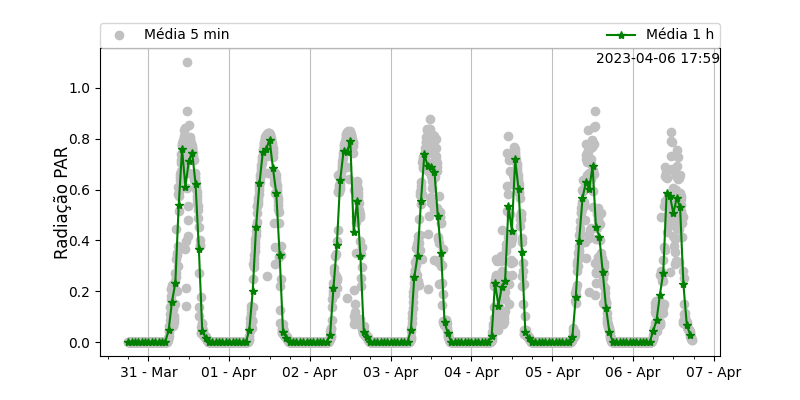 Média 5 min
Média 1 h
2023-04-06 17:59
Radiação PAR
1.0
0.8
0.6
0.4
0.2
0.0
31 - Mar
01 - Apr
02 - Apr
03 - Apr
04 - Apr
05 - Apr
06 - Apr
07 - Apr